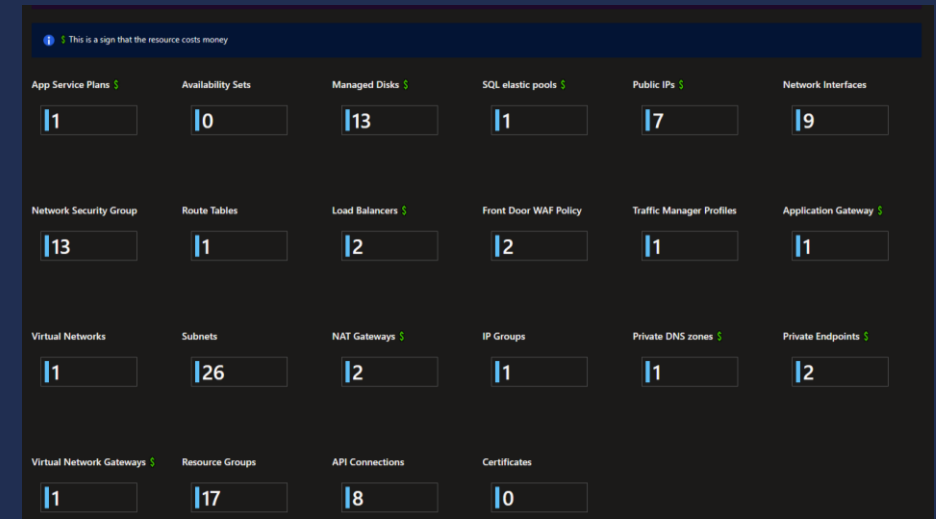 $ This is a sign that the resource costs money
App Service Plans $ Availability Sets Managed Disks $ SQL elastic pools $ Public IPs $ Network Interfaces
1 0 13 1 7 9
Network Security Group Route Tables Load Balancers $ Front Door WAF Policy Traffic Manager Profiles Application Gateway $
13 1 2 2 1 1
Virtual Networks Subnets NAT Gateways $ IP Groups Private DNS zones $ Private Endpoints $
1 26 2 1 1 2
Virtual Network Gateways $ Resource Groups API Connections Certificates
1 17 8 0